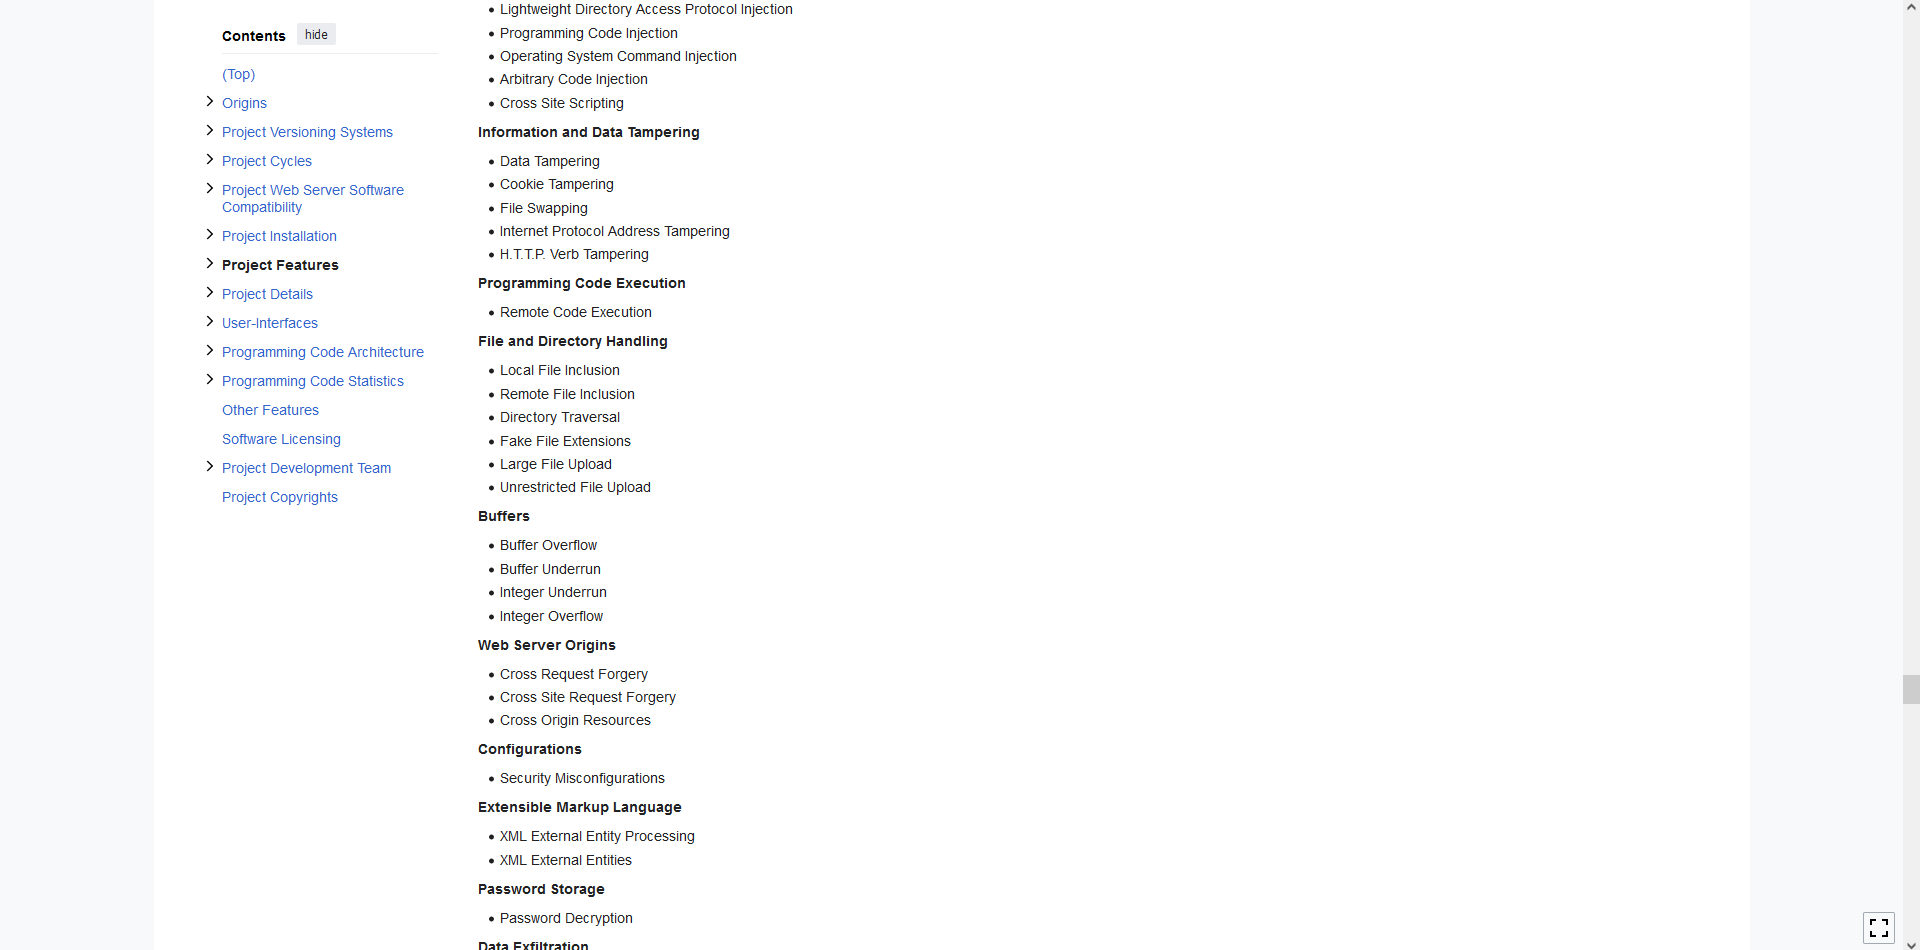 Contents hide
(Top)
Origins
Project Versioning Systems
Project Cycles
Project Web Server Software
Compatibility
Project Installation
Project Features
Project Details
User-Interfaces
Programming Code Architecture
Programming Code Statistics
Other Features
Software Licensing
Project Development Team
Project Copyrights
Lightweight Directory Access Protocol Injection
Programming Code Injection
Operating System Command Injection
Arbitrary Code Injection
Cross Site Scripting
Information and Data Tampering
Data Tampering
Cookie Tampering
File Swapping
Internet Protocol Address Tampering
H.T.T.P. Verb Tampering
Programming Code Execution
Remote Code Execution
File and Directory Handling
Local File Inclusion
Remote File Inclusion
Directory Traversal
Fake File Extensions
Large File Upload
Unrestricted File Upload
Buffers
Buffer Overflow
Buffer Underrun
Integer Underrun
Integer Overflow
Web Server Origins
Cross Request Forgery
Cross Site Request Forgery
Cross Origin Resources
Configurations
Security Misconfigurations
Extensible Markup Language
XML External Entity Processing
XML External Entities
Password Storage
Password Decryption
Data Exfiltration